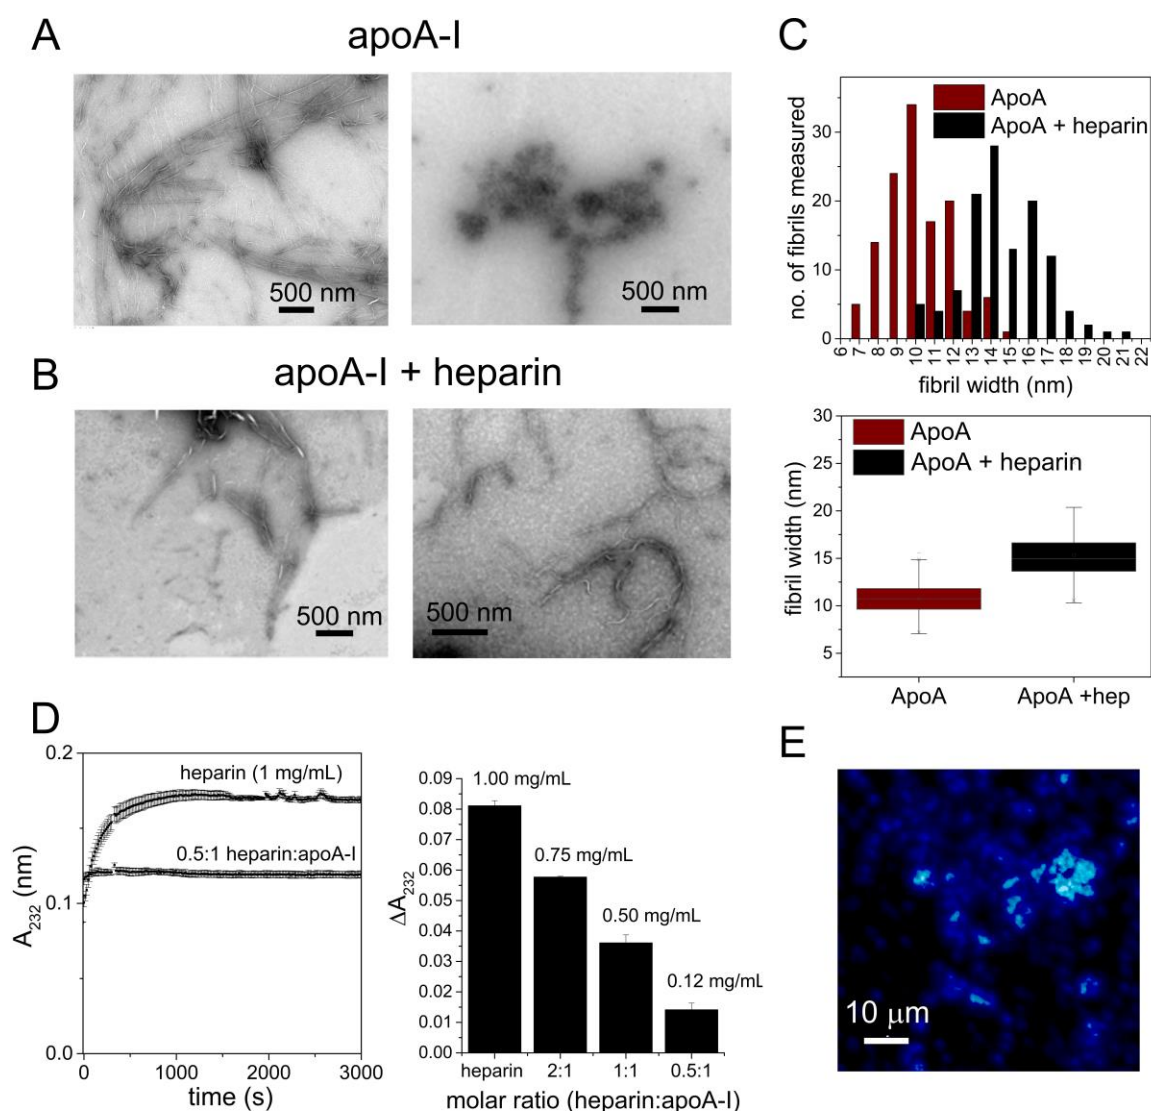 A
apoA-I
500 nm
500 nm
B
apoA-I + heparin
500 nm
500 nm
C
ApoA
ApoA + heparin
no. of fibrils measured
30
20
10
0
6 7 8 9 10 11 12 13 14 15 16 17 18 19 20 21 22
fibril width (nm)
ApoA
ApoA + heparin
fibril width (nm)
30
25
20
15
10
5
ApoA
ApoA +hep
D
A232 (nm)
0.2
0.1
0.0
heparin (1 mg/mL)
0.5:1 heparin:apoA-I
0 1000 2000 3000
time (s)
ΔA232
0.09
0.08
0.07
0.06
0.05
0.04
0.03
0.02
0.01
0.00
1.00 mg/mL
0.75 mg/mL
0.50 mg/mL
0.12 mg/mL
heparin 2:1 1:1 0.5:1
molar ratio (heparin:apoA-I)
E
10 μm